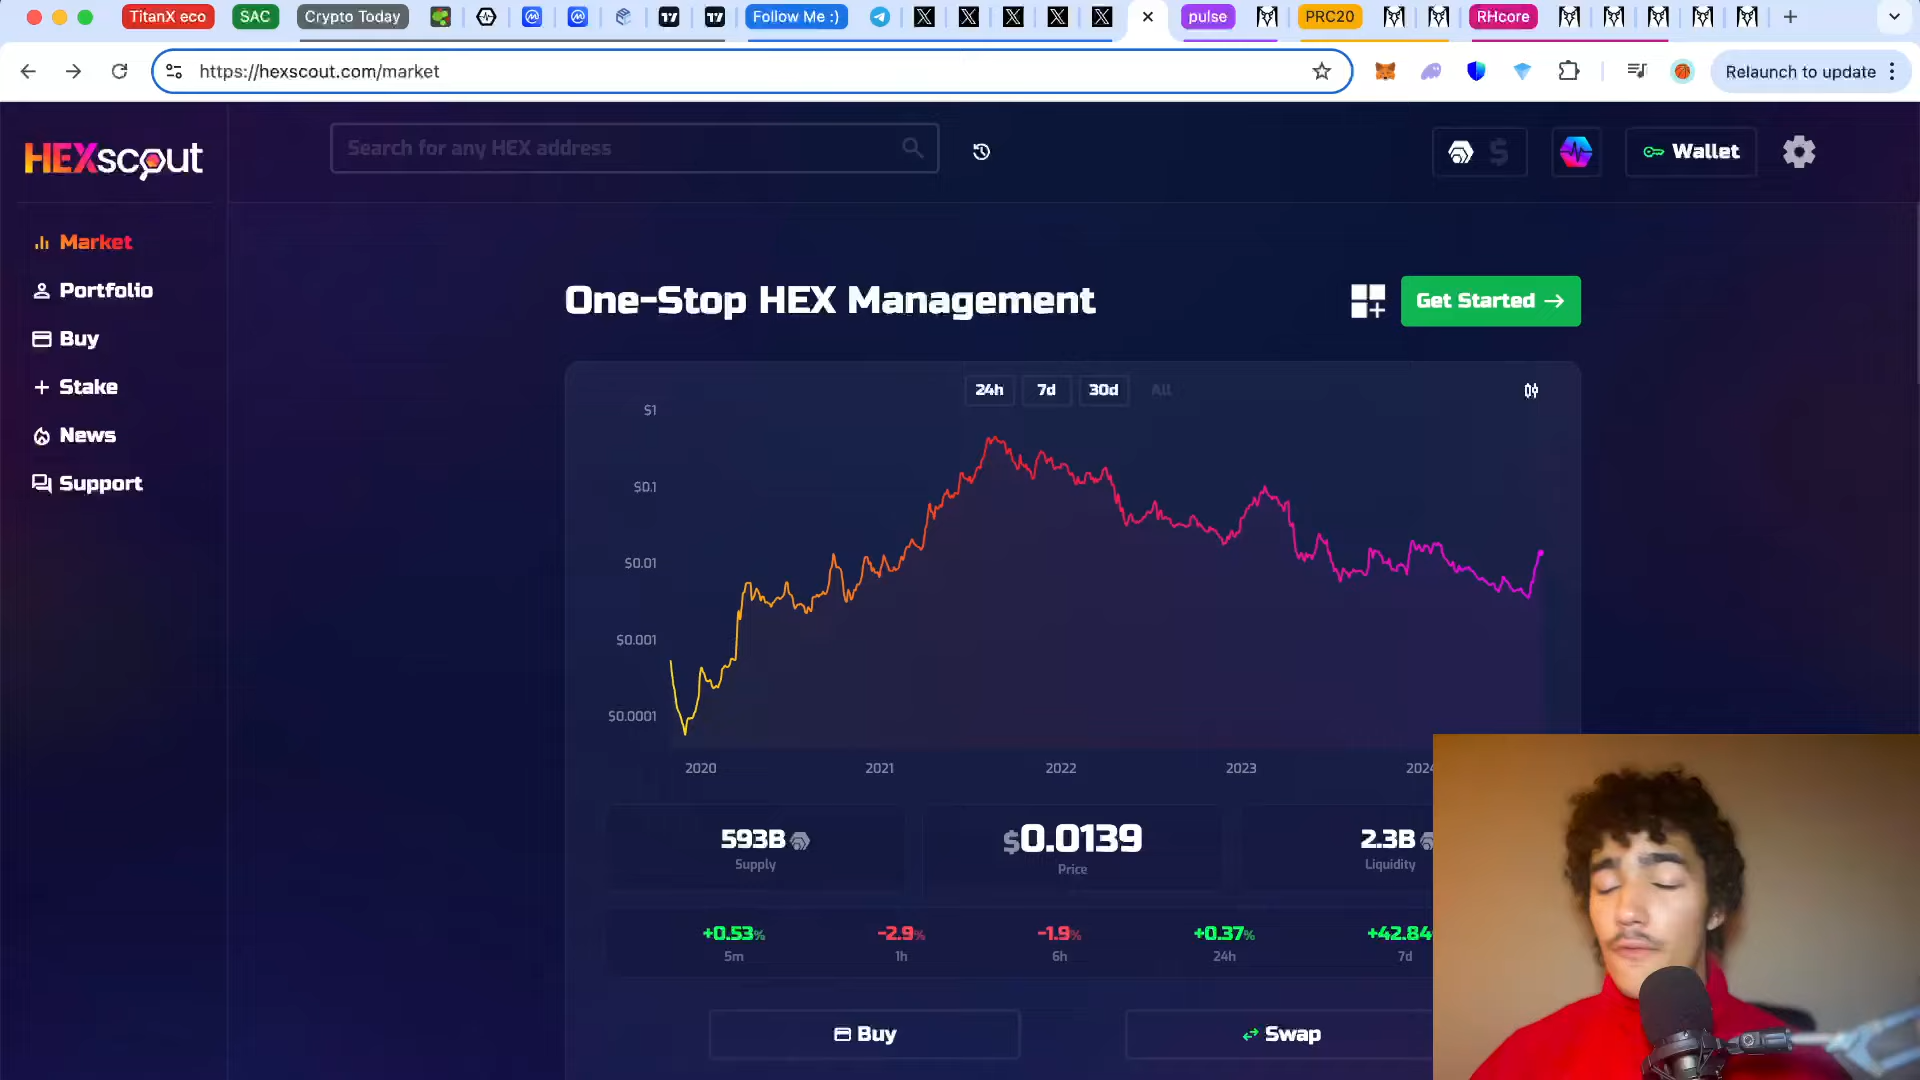 TitanX eco
SAC
Crypto Today
Follow Me :)
pulse
PRC20
RHcore
https://hexscout.com/market
Relaunch to update
HEXscout
Search for any HEX address
$
Wallet
Market
Portfolio
Buy
Stake
News
Support
One-Stop HEX Management
Get Started →
24h 7d 30d All
$1
$0.1
$0.01
$0.001
$0.0001
2020 2021 2022 2023 2024
593B
Supply
$0.0139
Price
2.3B
Liquidity
+0.53%
5m
-2.9%
1h
-1.9%
6h
+0.37%
24h
+42.84
7d
Buy
Swap